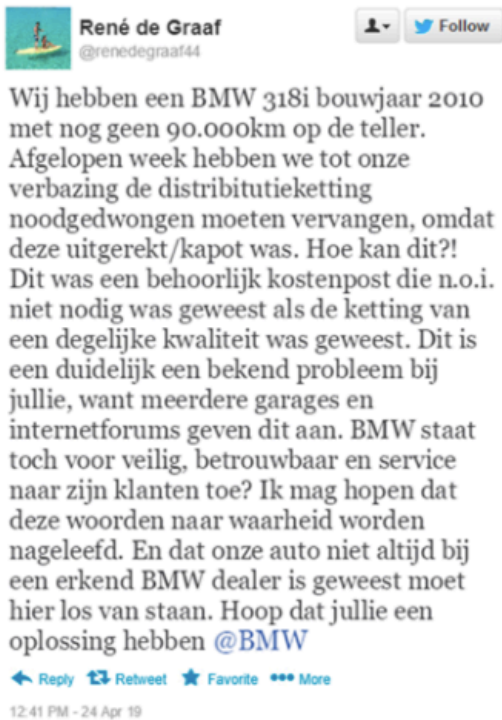 René de Graaf
Follow
@renedegraaf44
Wij hebben een BMW 318i bouwjaar 2010
met nog geen 90.000km op de teller.
Afgelopen week hebben we tot onze
verbazing de distribitutieketting
noodgedwongen moeten vervangen, omdat
deze uitgerekt/kapot was. Hoe kan dit?!
Dit was een behoorlijk kostenpost die n.o.i.
niet nodig was geweest als de ketting van
een degelijke kwaliteit was geweest. Dit is
een duidelijk een bekend probleem bij
jullie, want meerdere garages en
internetforums geven dit aan. BMW staat
toch voor veilig, betrouwbaar en service
naar zijn klanten toe? Ik mag hopen dat
deze woorden naar waarheid worden
nageleefd. En dat onze auto niet altijd bij
een erkend BMW dealer is geweest moet
hier los van staan. Hoop dat jullie een
oplossing hebben @BMW
Reply Retweet Favorite More
12:41 PM - 24 Apr 19